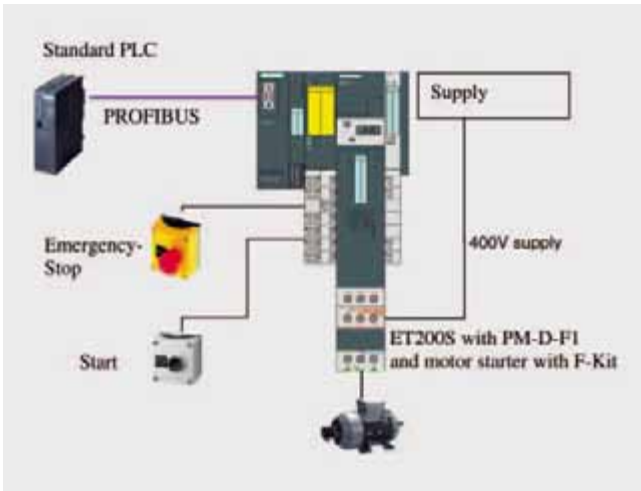 Standard PLC
PROFIBUS
Supply
Emergency-
Stop
400V supply
Start
ET200S with PM-D-F1
and motor starter with F-Kit